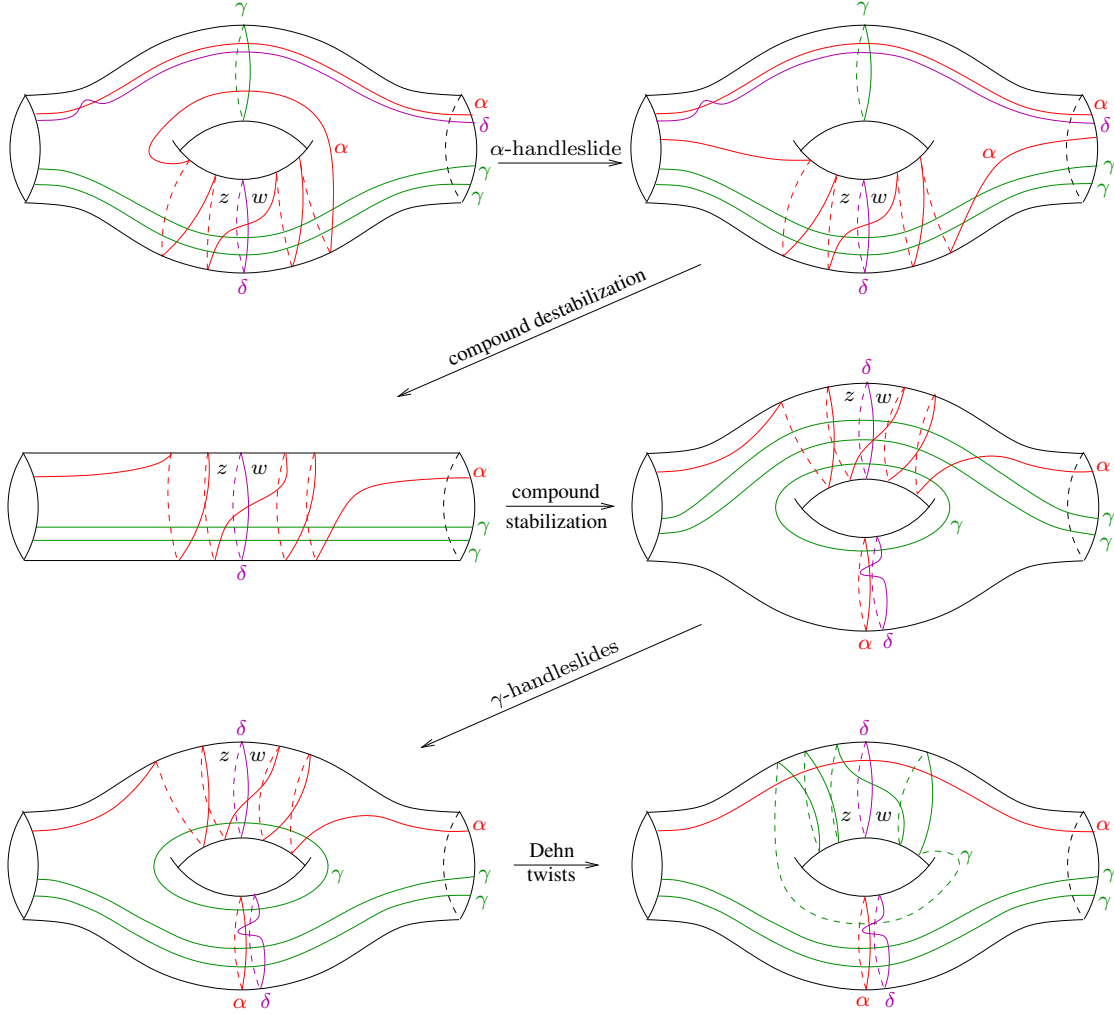 γ γ
α α
δ δ
α α-handleslide α
γ γ
γ γ
z w z w
δ δ
compound destabilization
δ
z w
z w
α compound α
stabilization
γ γ
γ γ
γ
δ
α δ
γ-handleslides
δ δ
z w
α α
z w
Dehn γ
γ twists
γ γ
γ γ
α δ α δ